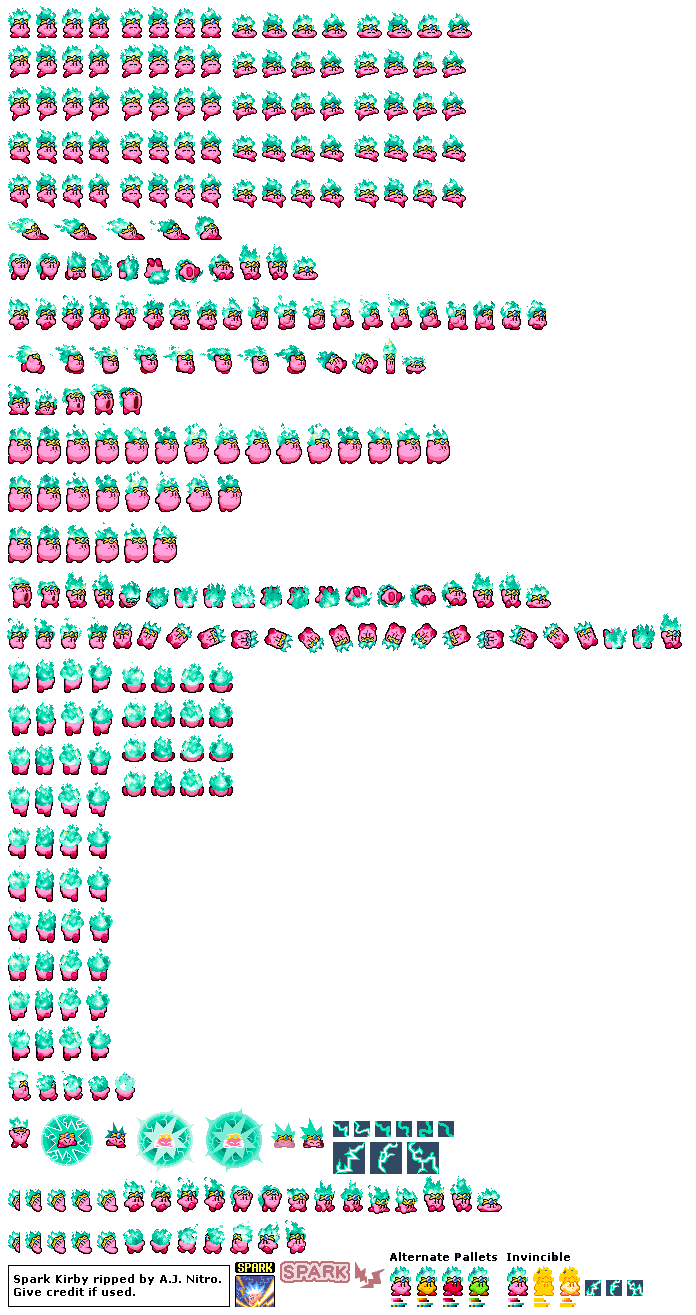 Alternate Pallets Invincible
Spark Kirby ripped by A.J. Nitro.
Give credit if used.
SPARK
SPARK